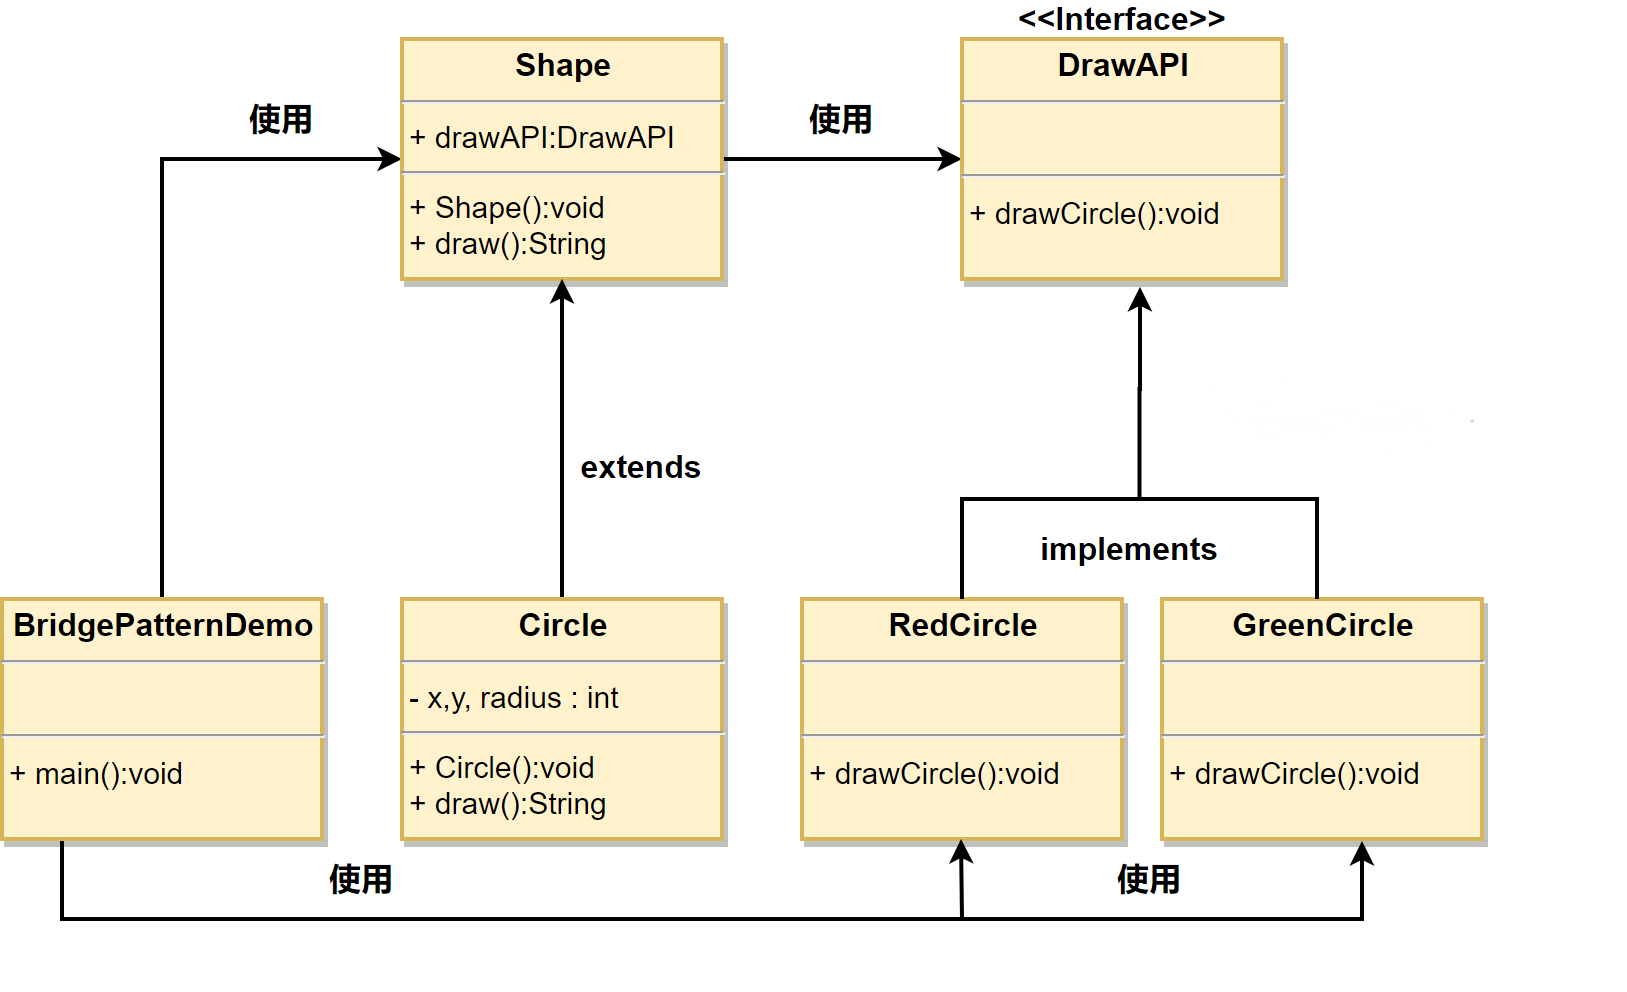 <<Interface>>
Shape
+ drawAPI:DrawAPI
+ Shape():void
+ draw():String
DrawAPI
+ drawCircle():void
使用
使用
extends
implements
BridgePatternDemo
+ main():void
Circle
- x,y, radius : int
+ Circle():void
+ draw():String
RedCircle
+ drawCircle():void
GreenCircle
+ drawCircle():void
使用
使用